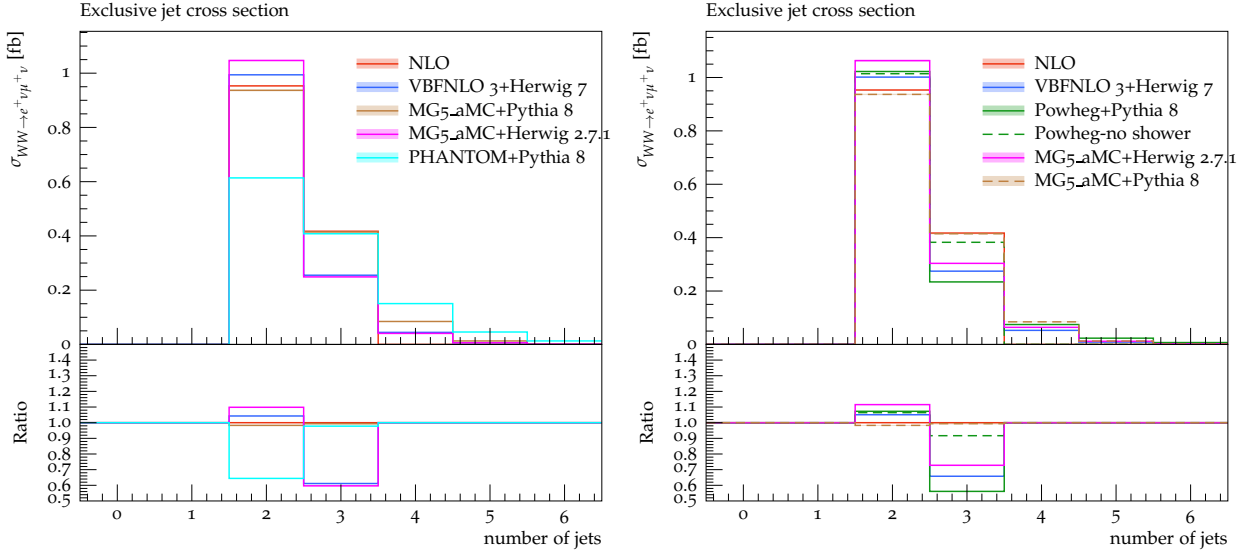 Exclusive jet cross section
σ_{WW→e⁺νμ⁺ν} [fb]
1
0.8
0.6
0.4
0.2
0
NLO
VBFNLO 3+Herwig 7
MG5_aMC+Pythia 8
MG5_aMC+Herwig 2.7.1
PHANTOM+Pythia 8
Ratio
1.4
1.3
1.2
1.1
1.0
0.9
0.8
0.7
0.6
0.5
0 1 2 3 4 5 6
number of jets
Exclusive jet cross section
σ_{WW→e⁺νμ⁺ν} [fb]
1
0.8
0.6
0.4
0.2
0
NLO
VBFNLO 3+Herwig 7
Powheg+Pythia 8
Powheg-no shower
MG5_aMC+Herwig 2.7.1
MG5_aMC+Pythia 8
Ratio
1.4
1.3
1.2
1.1
1.0
0.9
0.8
0.7
0.6
0.5
0 1 2 3 4 5 6
number of jets